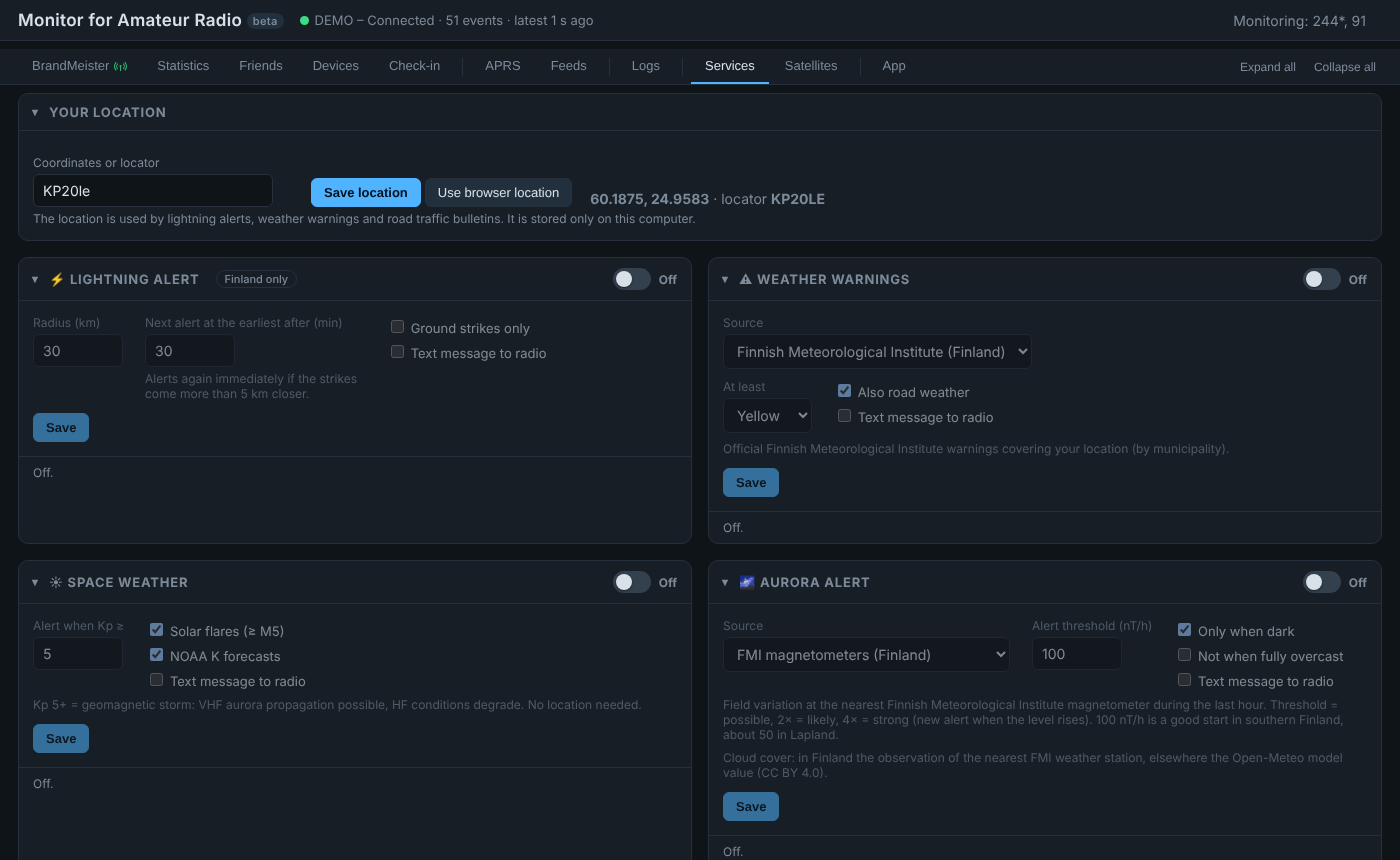 Monitor for Amateur Radio beta DEMO – Connected · 51 events · latest 1 s ago Monitoring: 244*, 91
BrandMeister Statistics Friends Devices Check-in APRS Feeds Logs Services Satellites App Expand all Collapse all
▼ YOUR LOCATION
Coordinates or locator
KP20le Save location Use browser location 60.1875, 24.9583 · locator KP20LE
The location is used by lightning alerts, weather warnings and road traffic bulletins. It is stored only on this computer.
▼ ⚡ LIGHTNING ALERT Finland only Off
Radius (km) Next alert at the earliest after (min)
30 30
Ground strikes only
Text message to radio
Alerts again immediately if the strikes
come more than 5 km closer.
Save
Off.
▼ ⚠ WEATHER WARNINGS Off
Source
Finnish Meteorological Institute (Finland)
At least
Yellow
Also road weather
Text message to radio
Official Finnish Meteorological Institute warnings covering your location (by municipality).
Save
Off.
▼ ☀ SPACE WEATHER Off
Alert when Kp ≥
5
Solar flares (≥ M5)
NOAA K forecasts
Text message to radio
Kp 5+ = geomagnetic storm: VHF aurora propagation possible, HF conditions degrade. No location needed.
Save
Off.
▼ 🌌 AURORA ALERT Off
Source Alert threshold (nT/h)
FMI magnetometers (Finland) 100
Only when dark
Not when fully overcast
Text message to radio
Field variation at the nearest Finnish Meteorological Institute magnetometer during the last hour. Threshold =
possible, 2× = likely, 4× = strong (new alert when the level rises). 100 nT/h is a good start in southern Finland,
about 50 in Lapland.
Cloud cover: in Finland the observation of the nearest FMI weather station, elsewhere the Open-Meteo model
value (CC BY 4.0).
Save
Off.